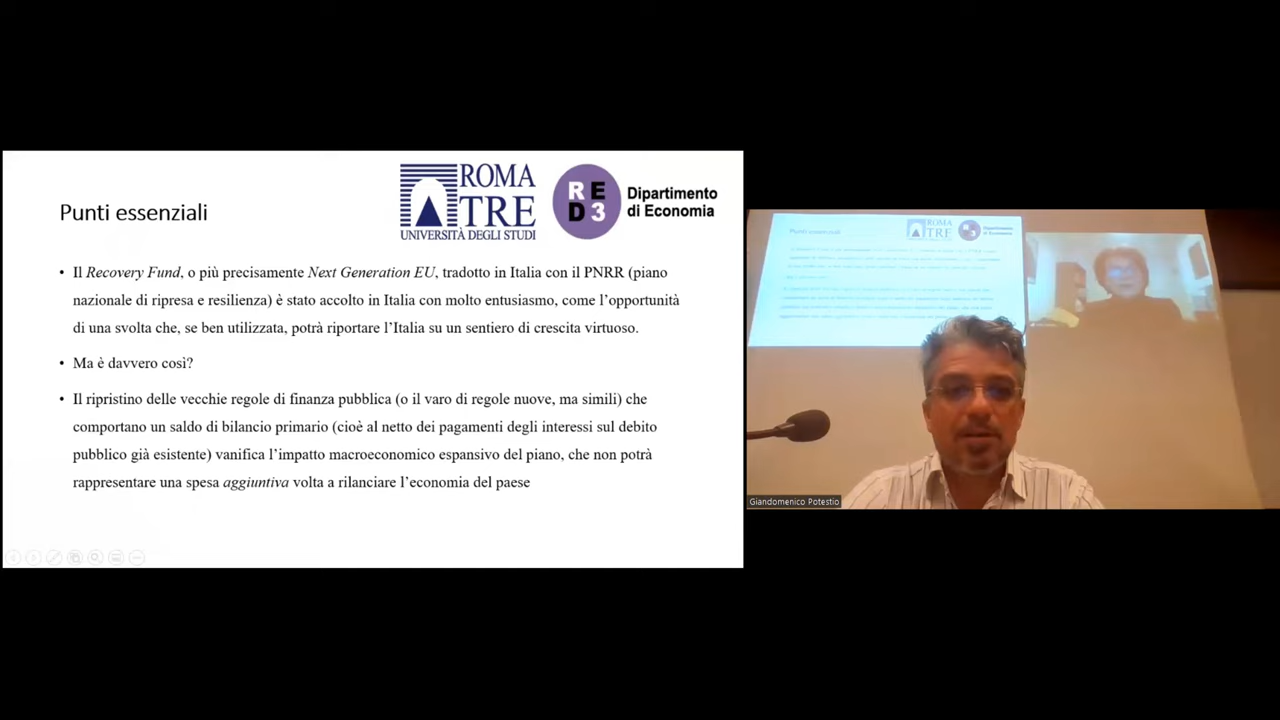 ROMA
TRE
UNIVERSITÀ DEGLI STUDI
R E
D 3
Dipartimento
di Economia
Punti essenziali
• Il Recovery Fund, o più precisamente Next Generation EU, tradotto in Italia con il PNRR (piano
nazionale di ripresa e resilienza) è stato accolto in Italia con molto entusiasmo, come l’opportunità
di una svolta che, se ben utilizzata, potrà riportare l’Italia su un sentiero di crescita virtuoso.
• Ma è davvero così?
• Il ripristino delle vecchie regole di finanza pubblica (o il varo di regole nuove, ma simili) che
comportano un saldo di bilancio primario (cioè al netto dei pagamenti degli interessi sul debito
pubblico già esistente) vanifica l’impatto macroeconomico espansivo del piano, che non potrà
rappresentare una spesa aggiuntiva volta a rilanciare l’economia del paese
Punti essenziali
ROMA
TRE
Giandomenico Potestio